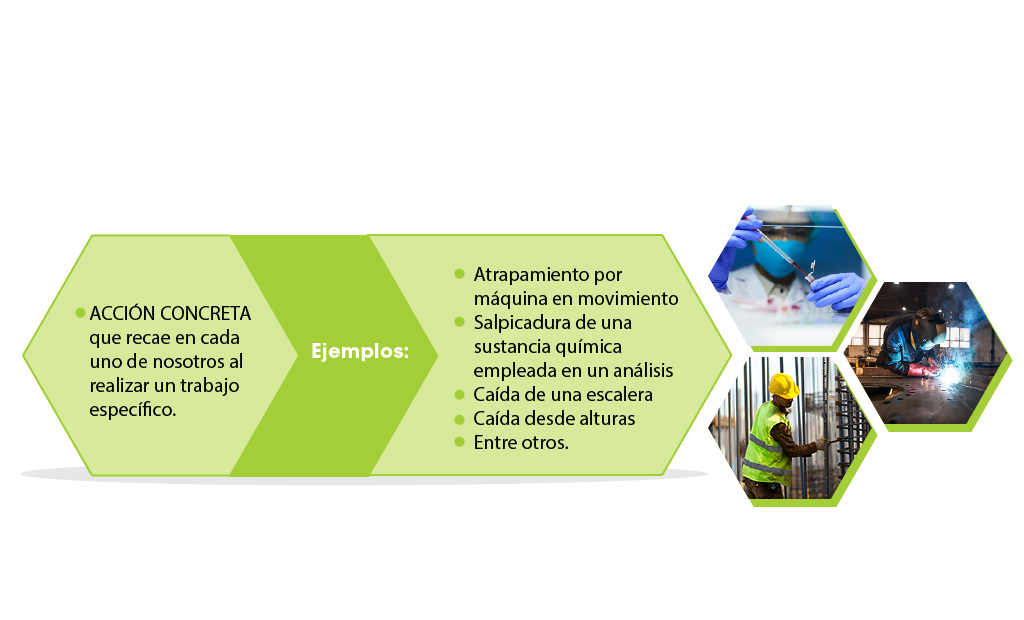 ACCIÓN CONCRETA
que recae en cada
uno de nosotros al
realizar un trabajo
específico.
Ejemplos:
Atrapamiento por
máquina en movimiento
Salpicadura de una
sustancia química
empleada en un análisis
Caída de una escalera
Caída desde alturas
Entre otros.